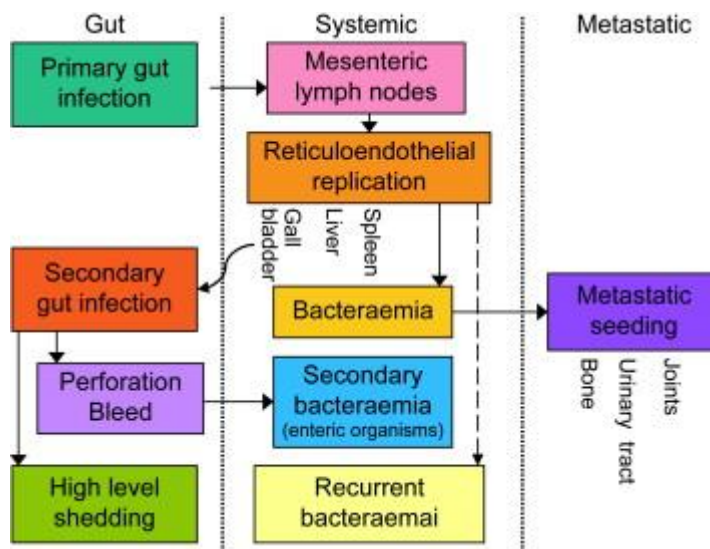 Gut
Systemic
Metastatic
Primary gut
infection
Mesenteric
lymph nodes
Reticuloendothelial
replication
Gall
bladder
Liver
Spleen
Secondary
gut infection
Bacteraemia
Metastatic
seeding
Bone
Urinary tract
Joints
Perforation
Bleed
Secondary
bacteraemia
(enteric organisms)
High level
shedding
Recurrent
bacteraemai